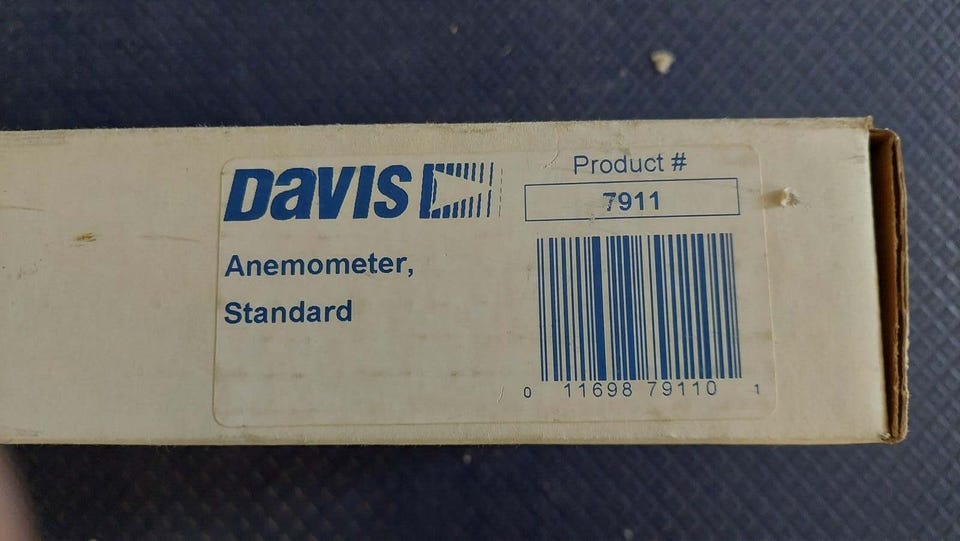 DAVIS
Product #
7911
Anemometer,
Standard
0 11698 79110 1